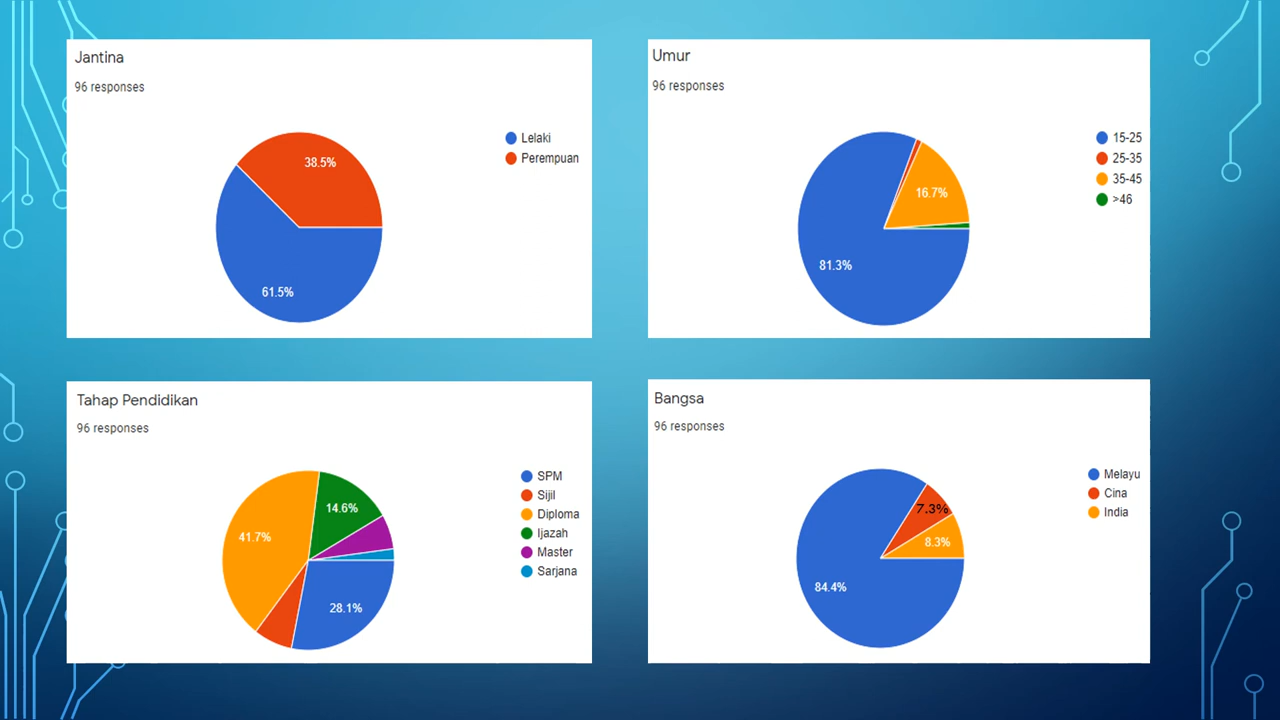 Jantina
96 responses
Lelaki
Perempuan
38.5%
61.5%
Umur
96 responses
15-25
25-35
35-45
>46
16.7%
81.3%
Tahap Pendidikan
96 responses
SPM
Sijil
Diploma
Ijazah
Master
Sarjana
14.6%
41.7%
28.1%
Bangsa
96 responses
Melayu
Cina
India
7.3%
8.3%
84.4%